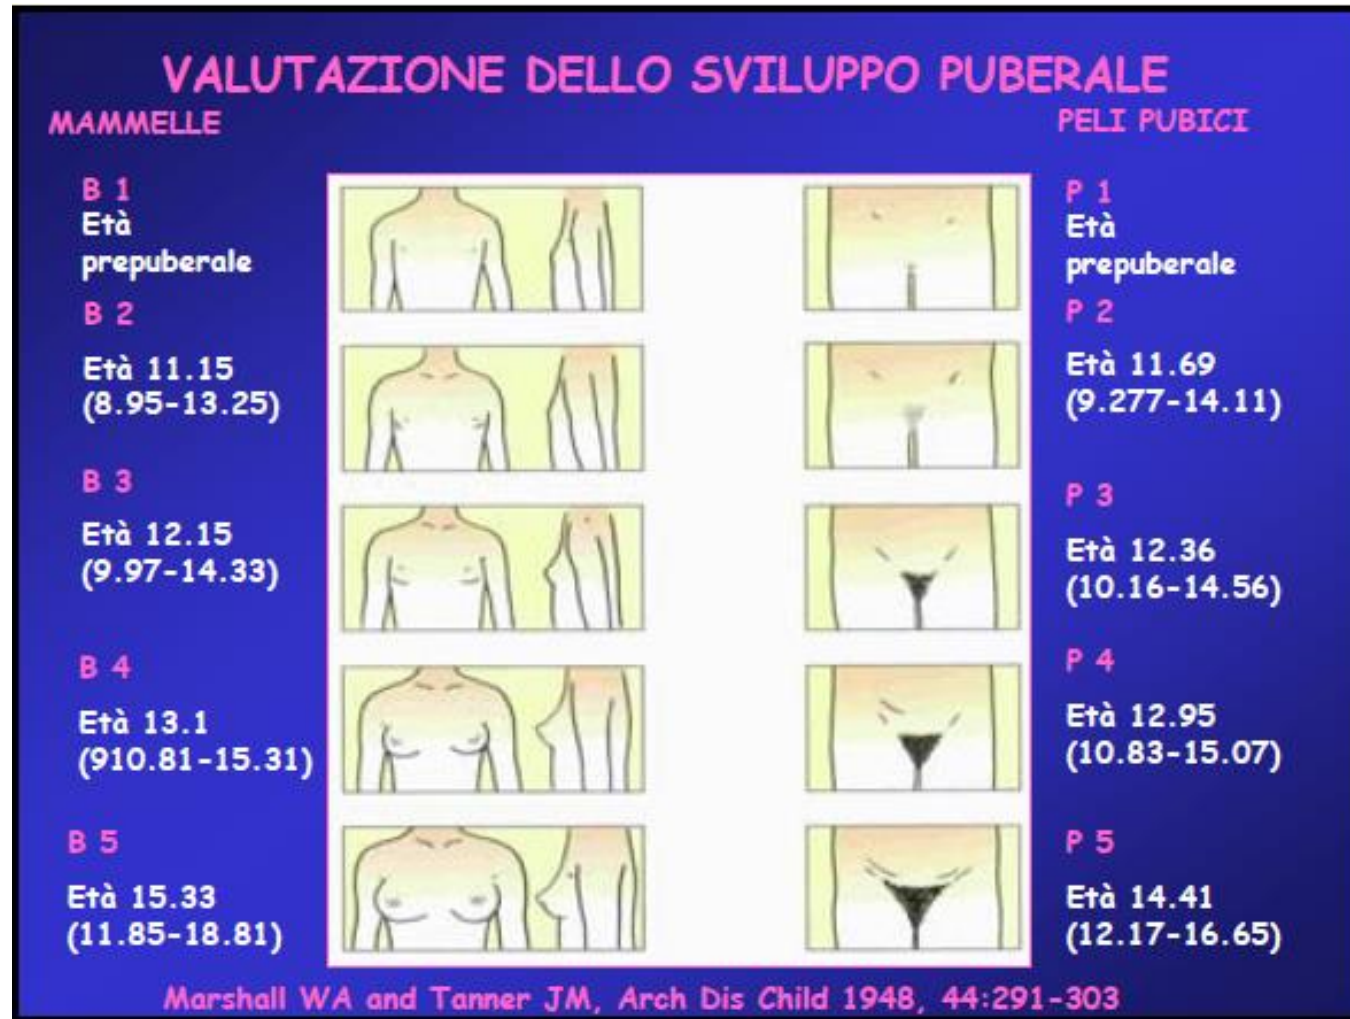 VALUTAZIONE DELLO SVILUPPO PUBERALE
MAMMELLE
B 1
Età
prepuberale
B 2
Età 11.15
(8.95-13.25)
B 3
Età 12.15
(9.97-14.33)
B 4
Età 13.1
(910.81-15.31)
B 5
Età 15.33
(11.85-18.81)
PELI PUBICI
P 1
Età
prepuberale
P 2
Età 11.69
(9.277-14.11)
P 3
Età 12.36
(10.16-14.56)
P 4
Età 12.95
(10.83-15.07)
P 5
Età 14.41
(12.17-16.65)
Marshall WA and Tanner JM, Arch Dis Child 1948, 44:291-303